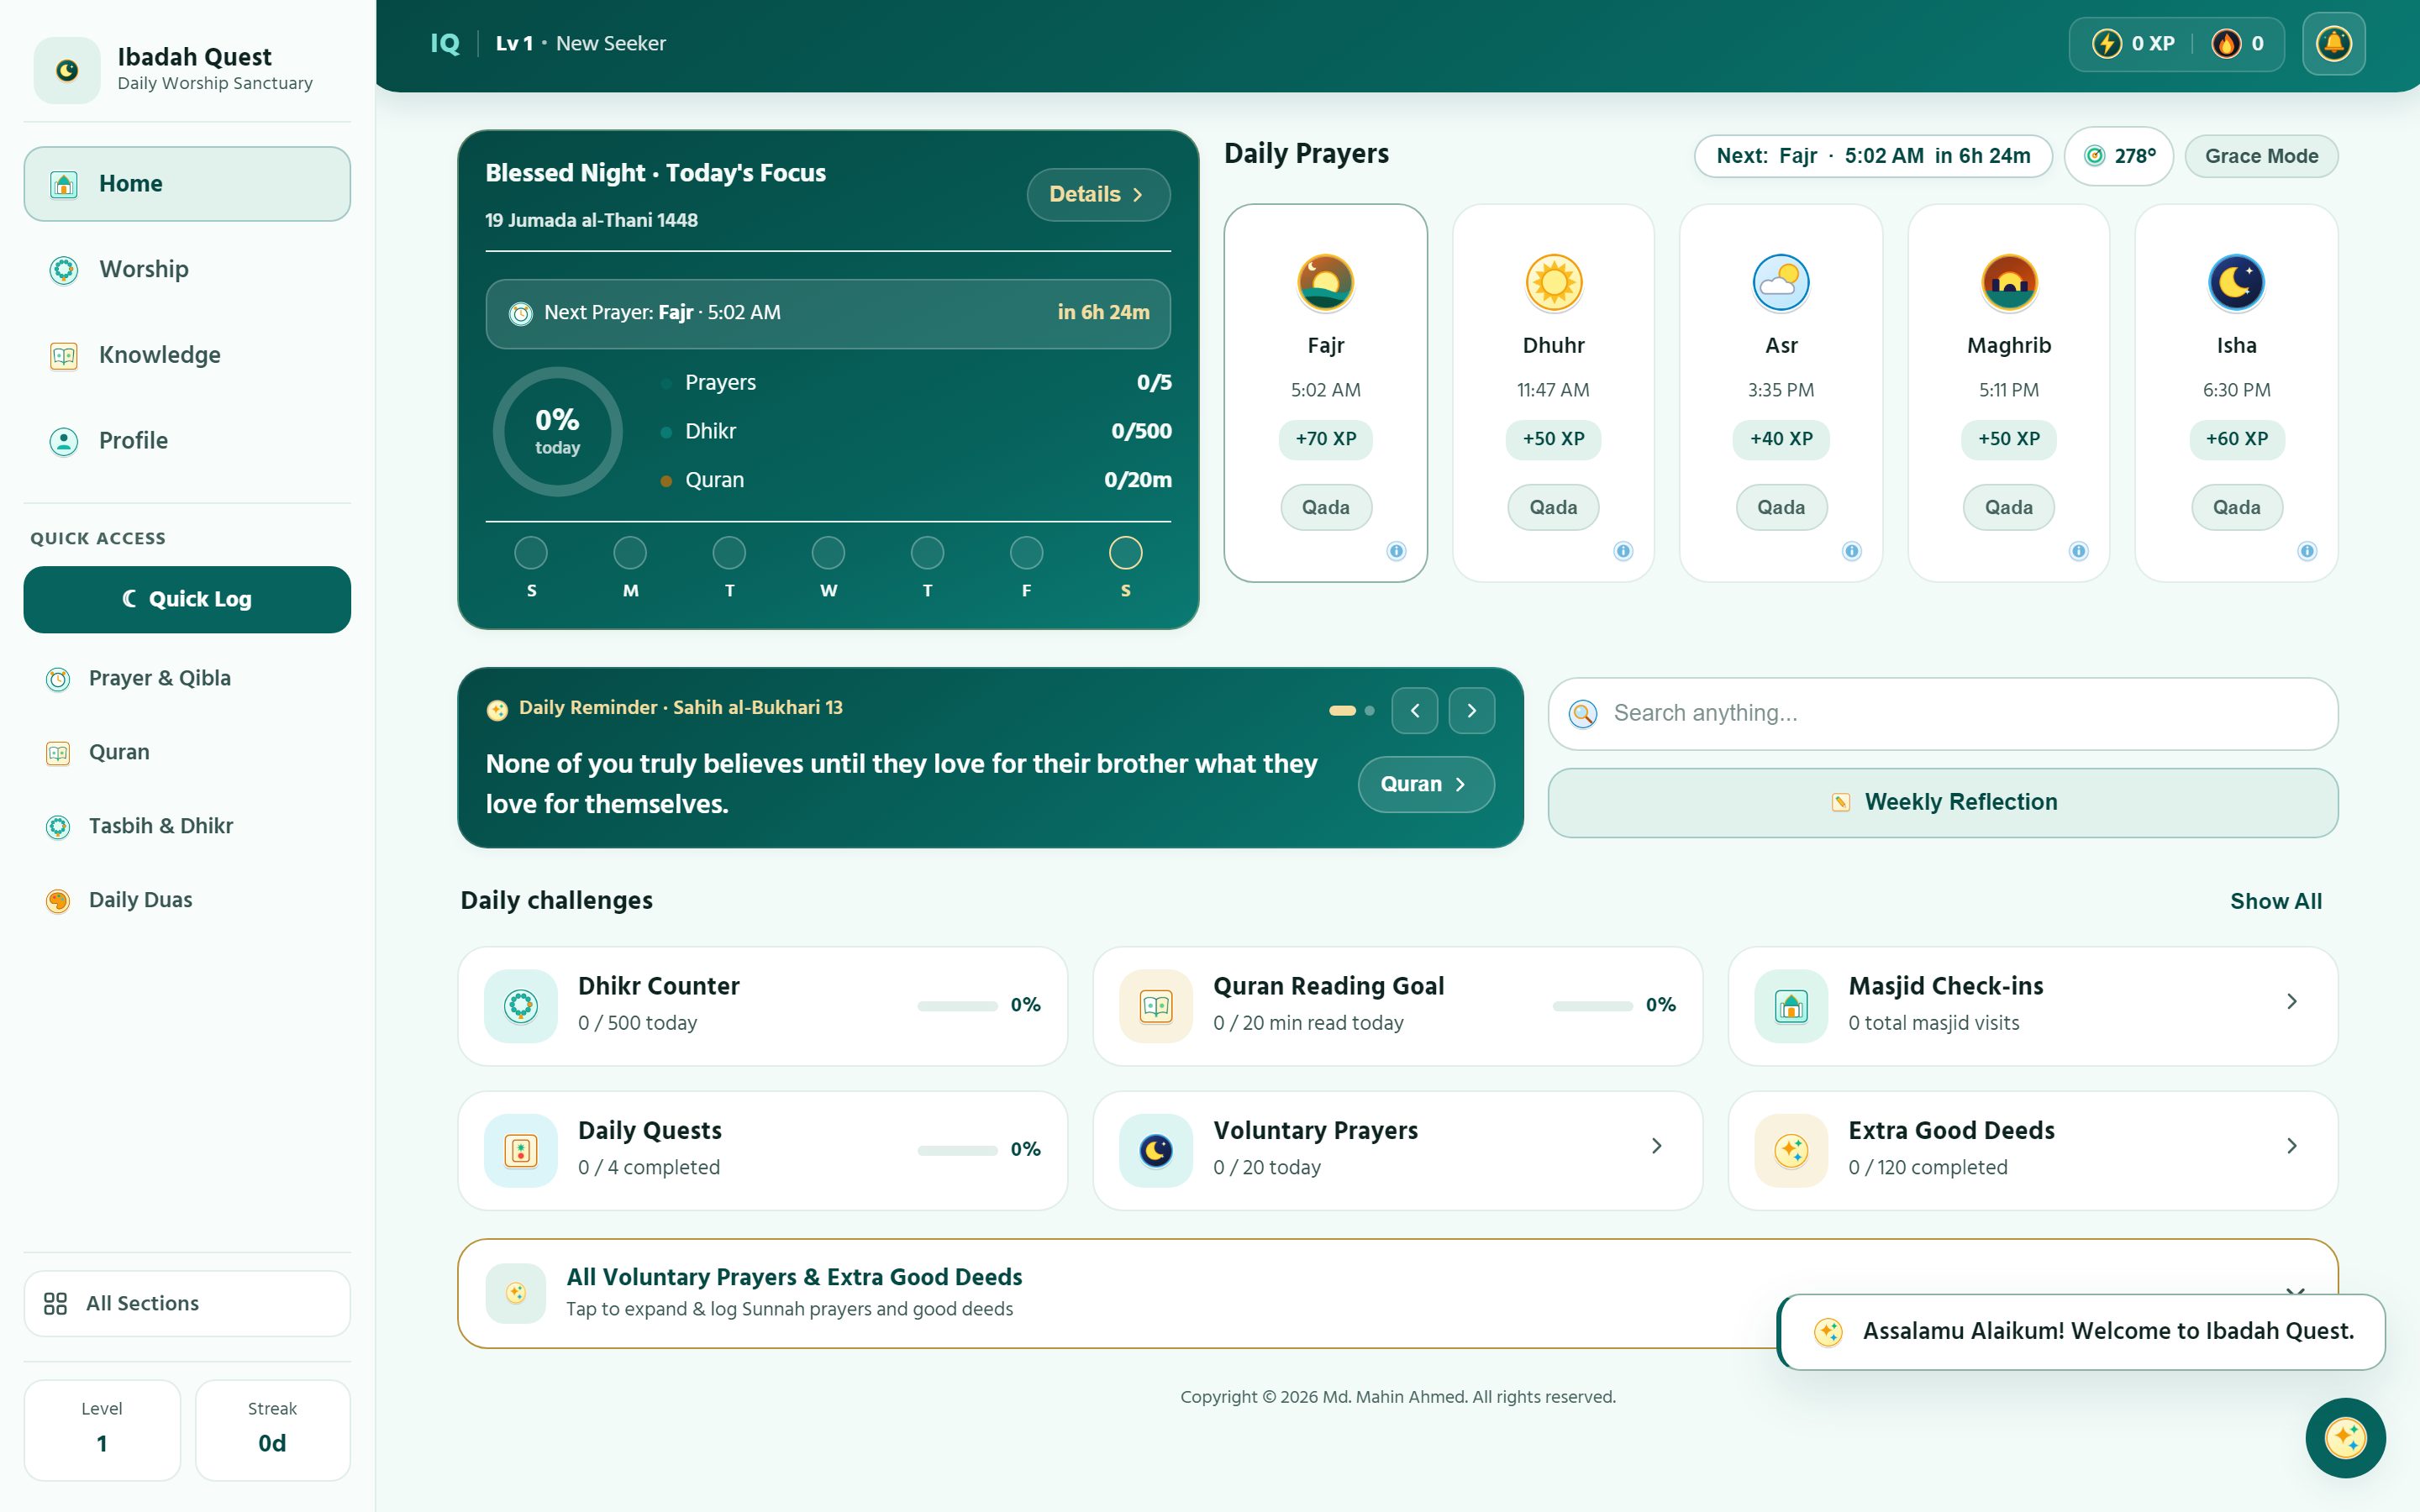 Ibadah Quest
Daily Worship Sanctuary
Home
Worship
Knowledge
Profile
QUICK ACCESS
Quick Log
Prayer & Qibla
Quran
Tasbih & Dhikr
Daily Duas
All Sections
Level
1
Streak
0d
IQ
Lv 1 · New Seeker
0 XP
0
Blessed Night · Today's Focus
19 Jumada al-Thani 1448
Details
Next Prayer: Fajr · 5:02 AM
in 6h 24m
0%
today
Prayers 0/5
Dhikr 0/500
Quran 0/20m
S M T W T F S
Daily Prayers
Next: Fajr · 5:02 AM in 6h 24m
278°
Grace Mode
Fajr
5:02 AM
+70 XP
Qada
Dhuhr
11:47 AM
+50 XP
Qada
Asr
3:35 PM
+40 XP
Qada
Maghrib
5:11 PM
+50 XP
Qada
Isha
6:30 PM
+60 XP
Qada
Daily Reminder · Sahih al-Bukhari 13
None of you truly believes until they love for their brother what they
love for themselves.
Quran
Search anything...
Weekly Reflection
Daily challenges
Show All
Dhikr Counter
0 / 500 today
0%
Quran Reading Goal
0 / 20 min read today
0%
Masjid Check-ins
0 total masjid visits
Daily Quests
0 / 4 completed
0%
Voluntary Prayers
0 / 20 today
Extra Good Deeds
0 / 120 completed
All Voluntary Prayers & Extra Good Deeds
Tap to expand & log Sunnah prayers and good deeds
Assalamu Alaikum! Welcome to Ibadah Quest.
Copyright © 2026 Md. Mahin Ahmed. All rights reserved.